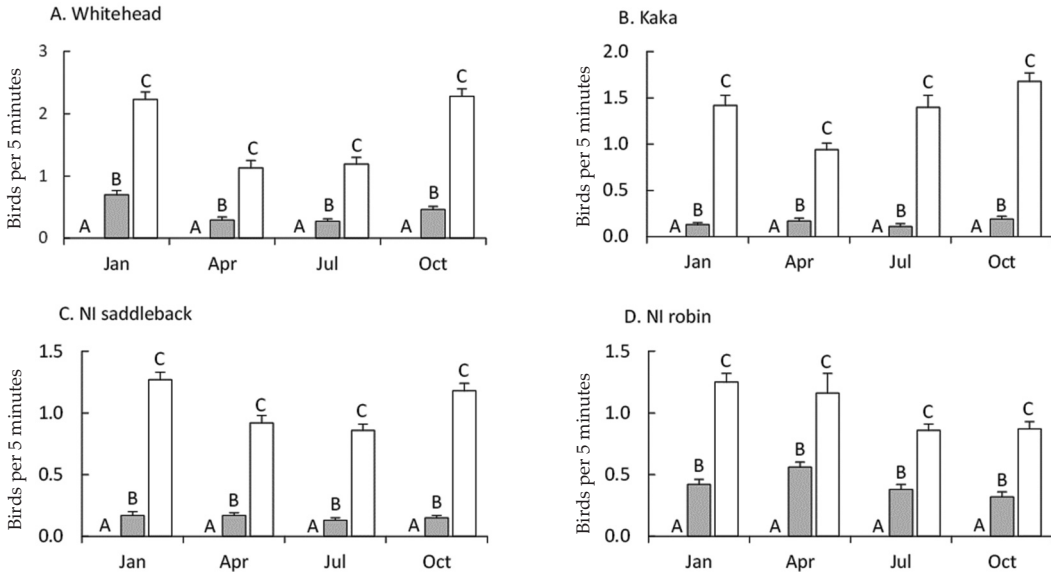 A. Whitehead
Birds per 5 minutes
3
2
1
0
A B C
A B C
A B C
A B C
Jan Apr Jul Oct
B. Kaka
Birds per 5 minutes
2.0
1.5
1.0
0.5
0.0
A B C
A B C
A B C
A B C
Jan Apr Jul Oct
C. NI saddleback
Birds per 5 minutes
1.5
1.0
0.5
0.0
A B C
A B C
A B C
A B C
Jan Apr Jul Oct
D. NI robin
Birds per 5 minutes
1.5
1.0
0.5
0.0
A B C
A B C
A B C
A B C
Jan Apr Jul Oct